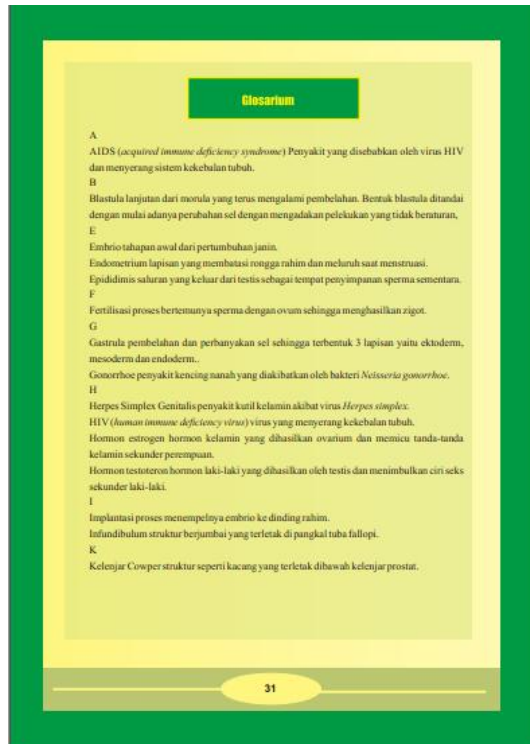 Glosarium
A
AIDS (acquired immune deficiency syndrome) Penyakit yang disebabkan oleh virus HIV
dan menyerang sistem kekebalan tubuh.
B
Blastula lanjutan dari morula yang terus mengalami pembelahan. Bentuk blastula ditandai
dengan mulai adanya perubahan sel dengan mengadakan pelekukan yang tidak beraturan,
E
Embrio tahapan awal dari pertumbuhan janin.
Endometrium lapisan yang membatasi rongga rahim dan meluruh saat menstruasi.
Epididimis saluran yang keluar dari testis sebagai tempat penyimpanan sperma sementara.
F
Fertilisasi proses bertemunya sperma dengan ovum sehingga menghasilkan zigot.
G
Gastrula pembelahan dan perbanyakan sel sehingga terbentuk 3 lapisan yaitu ektoderm,
mesoderm dan endoderm..
Gonorrhoe penyakit kencing nanah yang diakibatkan oleh bakteri Neisseria gonorrhoe.
H
Herpes Simplex Genitalis penyakit kutil kelamin akibat virus Herpes simplex.
HIV (human immune deficiency virus) virus yang menyerang kekebalan tubuh.
Hormon estrogen hormon kelamin yang dihasilkan ovarium dan memicu tanda-tanda
kelamin sekunder perempuan.
Hormon testoteron hormon laki-laki yang dihasilkan oleh testis dan menimbulkan ciri seks
sekunder laki-laki.
I
Implantasi proses menempelnya embrio ke dinding rahim.
Infundibulum struktur berjumbai yang terletak di pangkal tuba fallopi.
K
Kelenjar Cowper struktur seperti kacang yang terletak dibawah kelenjar prostat.
31